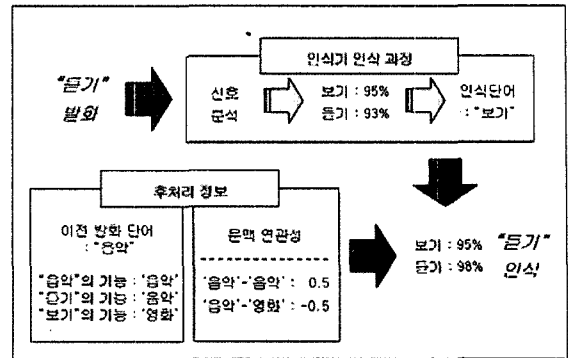 인식기 인식 과정
"듣기"
발화
신호
분석
보기 : 95%
듣기 : 93%
인식단어
: "보기"
후처리 정보
이전 발화 단어
: "음악"
"음악"의 기능 : '음악'
"듣기"의 기능 : '음악'
"보기"의 기능 : '영화'
문맥 연관성
'음악'-'음악' : 0.5
'음악'-'영화' : -0.5
보기 : 95%
듣기 : 98%
"듣기"
인식